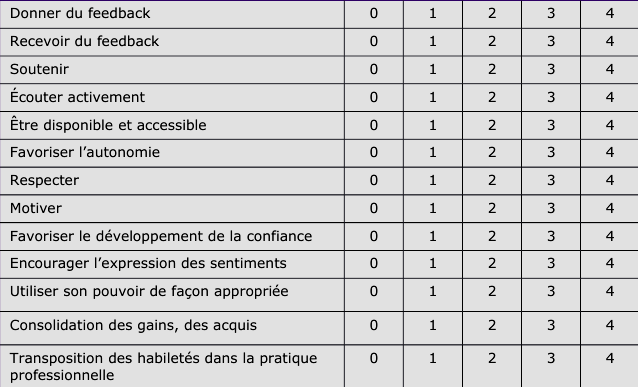 Donner du feedback 0 1 2 3 4
Recevoir du feedback 0 1 2 3 4
Soutenir 0 1 2 3 4
Écouter activement 0 1 2 3 4
Être disponible et accessible 0 1 2 3 4
Favoriser l'autonomie 0 1 2 3 4
Respecter 0 1 2 3 4
Motiver 0 1 2 3 4
Favoriser le développement de la confiance 0 1 2 3 4
Encourager l'expression des sentiments 0 1 2 3 4
Utiliser son pouvoir de façon appropriée 0 1 2 3 4
Consolidation des gains, des acquis 0 1 2 3 4
Transposition des habiletés dans la pratique 0 1 2 3 4
professionnelle